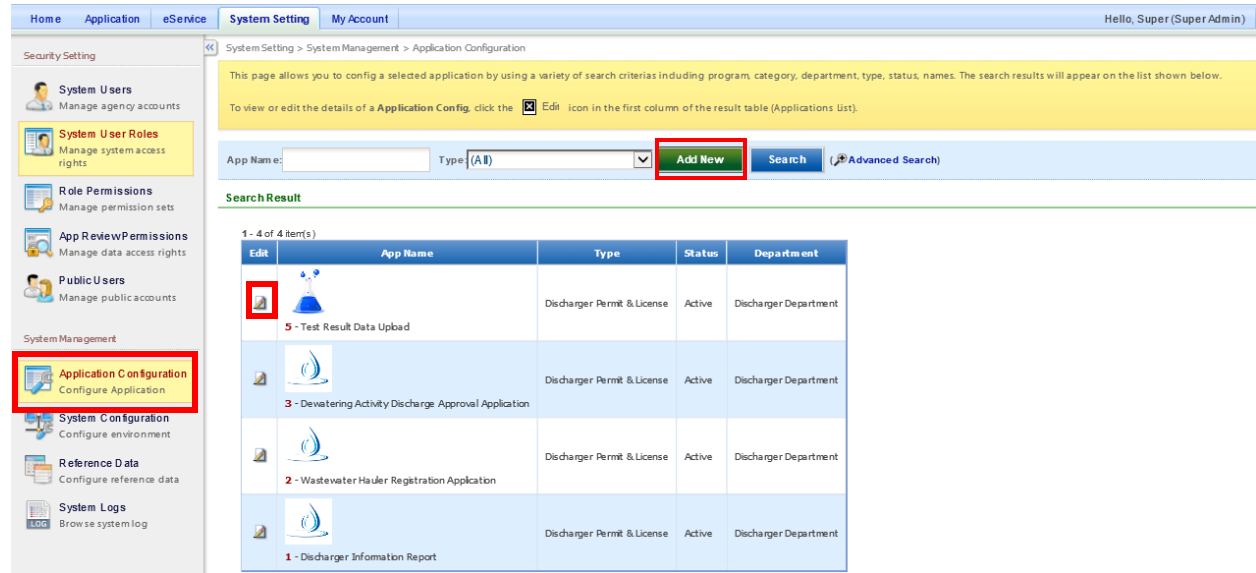 Home Application eService System Setting My Account Hello, Super (Super Admin)
Security Setting
System Users
Manage agency accounts
System User Roles
Manage system access
rights
Role Permissions
Manage permission sets
App Review Permissions
Manage data access rights
Public Users
Manage public accounts
System Management
Application Configuration
Configure Application
System Configuration
Configure environment
Reference Data
Configure reference data
System Logs
Browse system log
LOG
System Setting > System Management > Application Configuration
This page allows you to config a selected application by using a variety of search criterias including program, category, department, type, status, names. The search results will appear on the list shown below.
To view or edit the details of a Application Config, click the Edit icon in the first column of the result table (Applications List).
App Name: Type: (All) Add New Search (Advanced Search)
Search Result
1 - 4 of 4 item(s)
Edit App Name Type Status Department
5 - Test Result Data Upload Discharger Permit & License Active Discharger Department
3 - Dewatering Activity Discharge Approval Application Discharger Permit & License Active Discharger Department
2 - Wastewater Hauler Registration Application Discharger Permit & License Active Discharger Department
1 - Discharger Information Report Discharger Permit & License Active Discharger Department